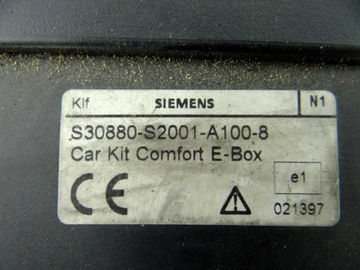 Klf SIEMENS N1
S30880-S2001-A100-8
Car Kit Comfort E-Box
CE e1
021397